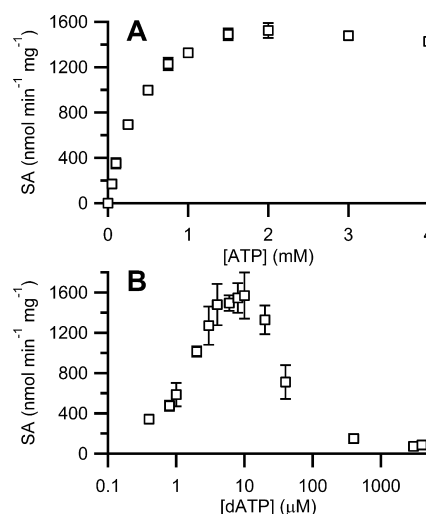 A
1600
1200
800
400
0
SA (nmol min⁻¹ mg⁻¹)
0 1 2 3 4
[ATP] (mM)
B
1600
1200
800
400
0
SA (nmol min⁻¹ mg⁻¹)
0.1 1 10 100 1000
[dATP] (μM)